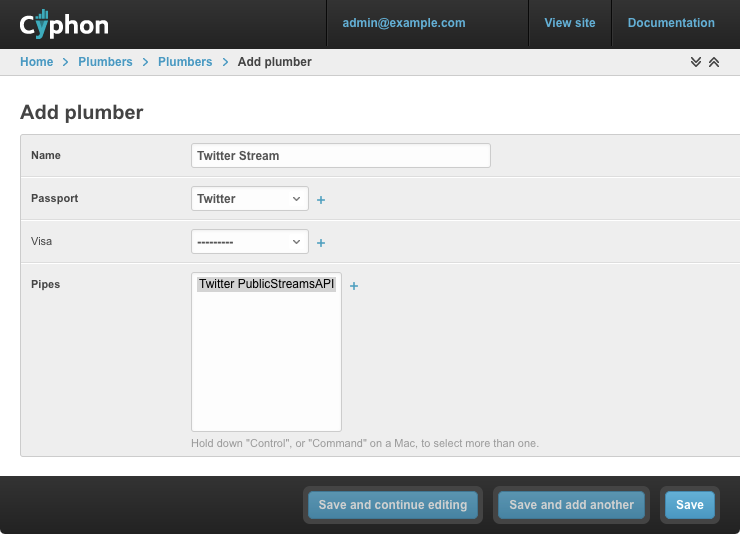 Cyphon admin@example.com View site Documentation
Home > Plumbers > Plumbers > Add plumber
Add plumber
Name Twitter Stream
Passport Twitter +
Visa --------- +
Pipes Twitter PublicStreamsAPI +
Hold down "Control", or "Command" on a Mac, to select more than one.
Save and continue editing Save and add another Save